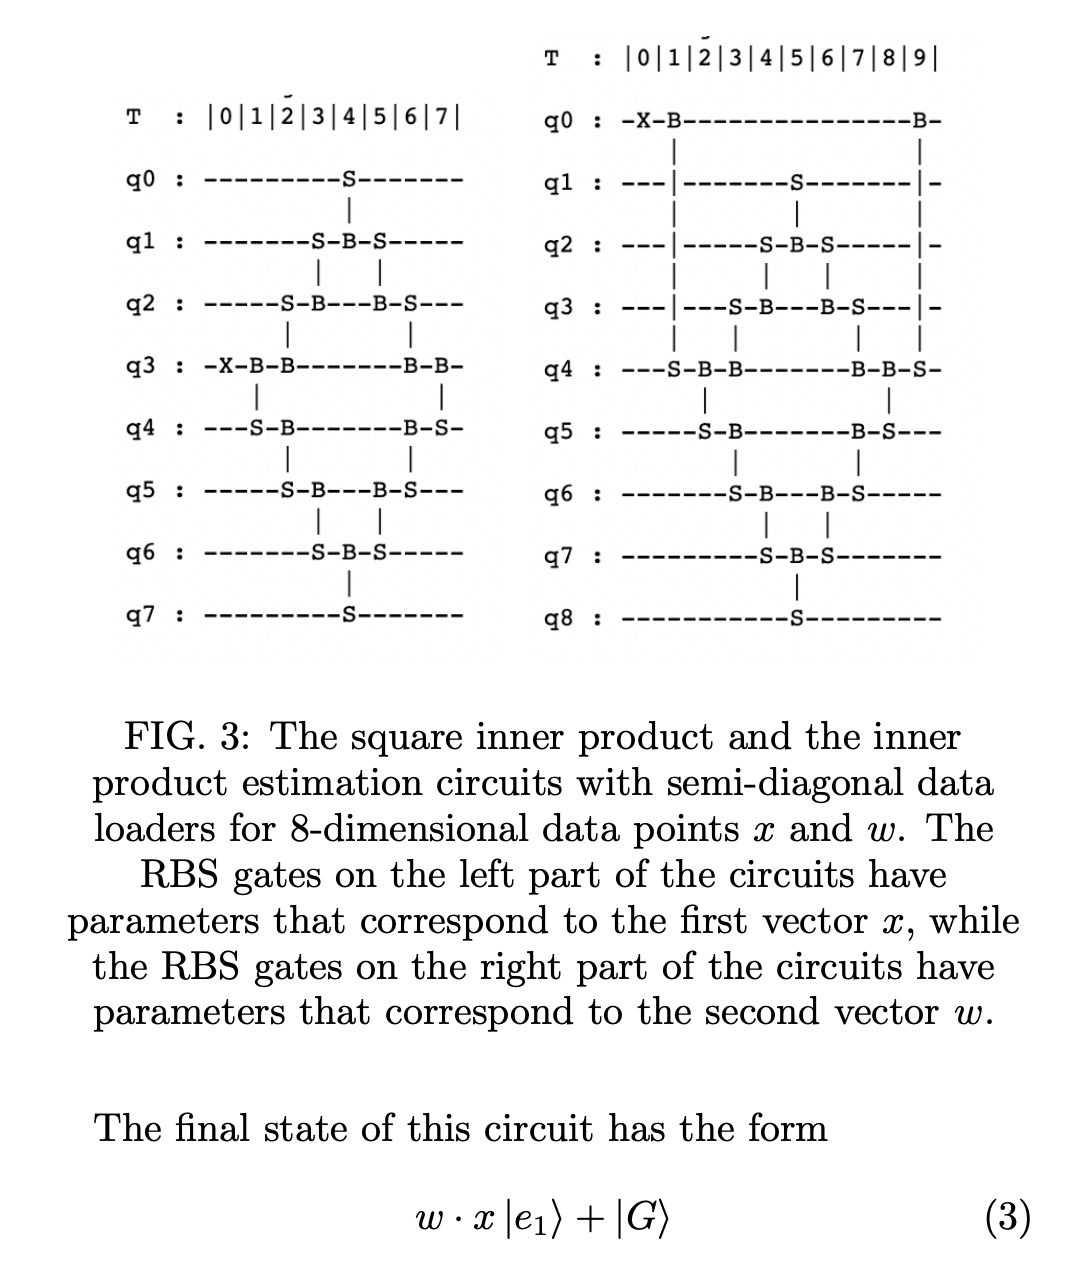 T : |0|1|2|3|4|5|6|7|
q0 : ---------S-------
q1 : -------S-B-S-----
q2 : -----S-B---B-S---
q3 : -X-B-B-------B-B-
q4 : ---S-B-------B-S-
q5 : -----S-B---B-S---
q6 : -------S-B-S-----
q7 : ---------S-------
T : |0|1|2|3|4|5|6|7|8|9|
q0 : -X-B---------------B-
q1 : ---|-------S-------|-
q2 : ---|-----S-B-S-----|-
q3 : ---|---S-B---B-S---|-
q4 : ---S-B-B-------B-B-S-
q5 : -----S-B-------B-S---
q6 : -------S-B---B-S-----
q7 : ---------S-B-S-------
q8 : -----------S---------
FIG. 3: The square inner product and the inner
product estimation circuits with semi-diagonal data
loaders for 8-dimensional data points x and w. The
RBS gates on the left part of the circuits have
parameters that correspond to the first vector x, while
the RBS gates on the right part of the circuits have
parameters that correspond to the second vector w.
The final state of this circuit has the form
w · x |e₁⟩ + |G⟩ (3)